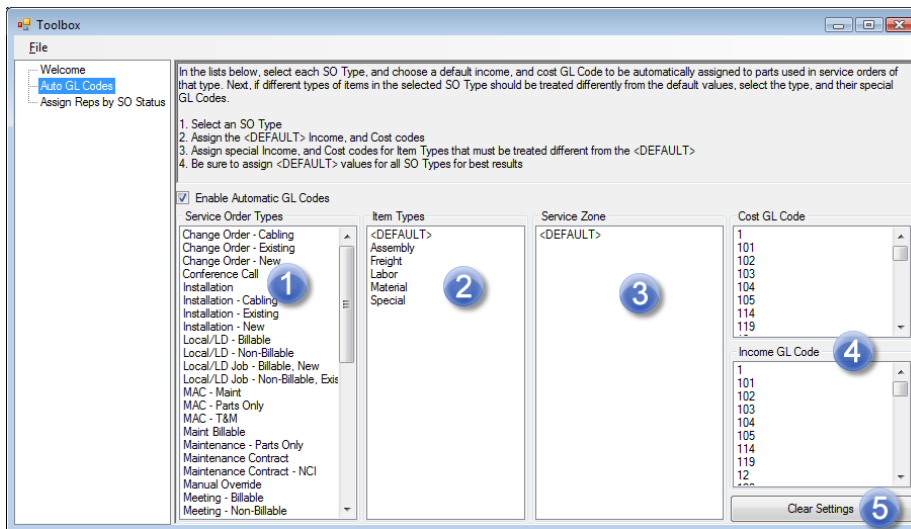 Toolbox
File
Welcome
Auto GL Codes
Assign Reps by SO Status
In the lists below, select each SO Type, and choose a default income, and cost GL Code to be automatically assigned to parts used in service orders of
that type. Next, if different types of items in the selected SO Type should be treated differently from the default values, select the type, and their special
GL Codes.
1. Select an SO Type
2. Assign the <DEFAULT> Income, and Cost codes
3. Assign special Income, and Cost codes for Item Types that must be treated different from the <DEFAULT>
4. Be sure to assign <DEFAULT> values for all SO Types for best results
Enable Automatic GL Codes
Service Order Types
Change Order - Cabling
Change Order - Existing
Change Order - New
Conference Call
Installation
Installation - Cabling
Installation - Existing
Installation - New
Local/LD - Billable
Local/LD - Non-Billable
Local/LD Job - Billable, New
Local/LD Job - Non-Billable, Exis
MAC - Maint
MAC - Parts Only
MAC - T&M
Maint Billable
Maintenance - Parts Only
Maintenance Contract
Maintenance Contract - NCI
Manual Override
Meeting - Billable
Meeting - Non-Billable
1
Item Types
<DEFAULT>
Assembly
Freight
Labor
Material
Special
2
Service Zone
<DEFAULT>
3
Cost GL Code
1
101
102
103
104
105
114
119
4
Income GL Code
1
101
102
103
104
105
114
119
12
Clear Settings
5